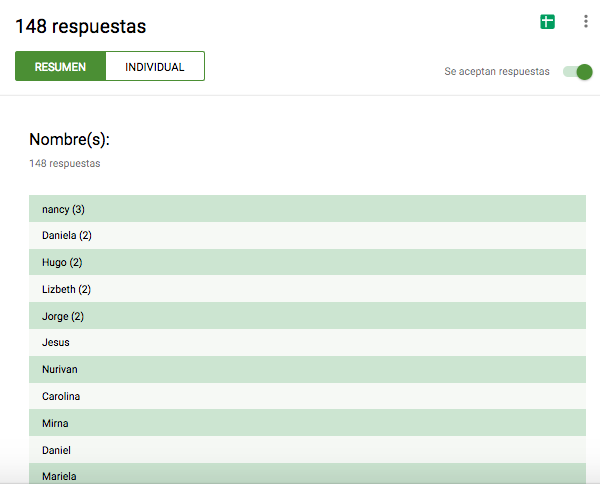 148 respuestas
RESUMEN INDIVIDUAL
Se aceptan respuestas
Nombre(s):
148 respuestas
nancy (3)
Daniela (2)
Hugo (2)
Lizbeth (2)
Jorge (2)
Jesus
Nurivan
Carolina
Mirna
Daniel
Mariela